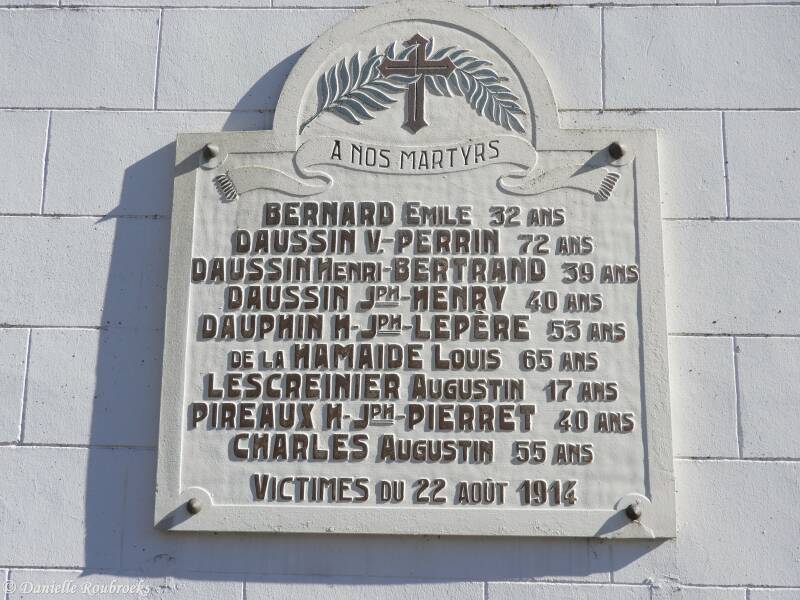 A NOS MARTYRS
BERNARD EMILE 32 ANS
DAUSSIN V.-PERRIN 72 ANS
DAUSSIN HENRI-BERTRAND 39 ANS
DAUSSIN JPH-HENRY 40 ANS
DAUPHIN H-JPH-LEPÈRE 53 ANS
DE LA HAMAIDE LOUIS 65 ANS
LESCREINIER AUGUSTIN 17 ANS
PIREAUX H-JPH-PIERRET 40 ANS
CHARLES AUGUSTIN 55 ANS
VICTIMES DU 22 AOÛT 1914
© Danielle Roubroeks